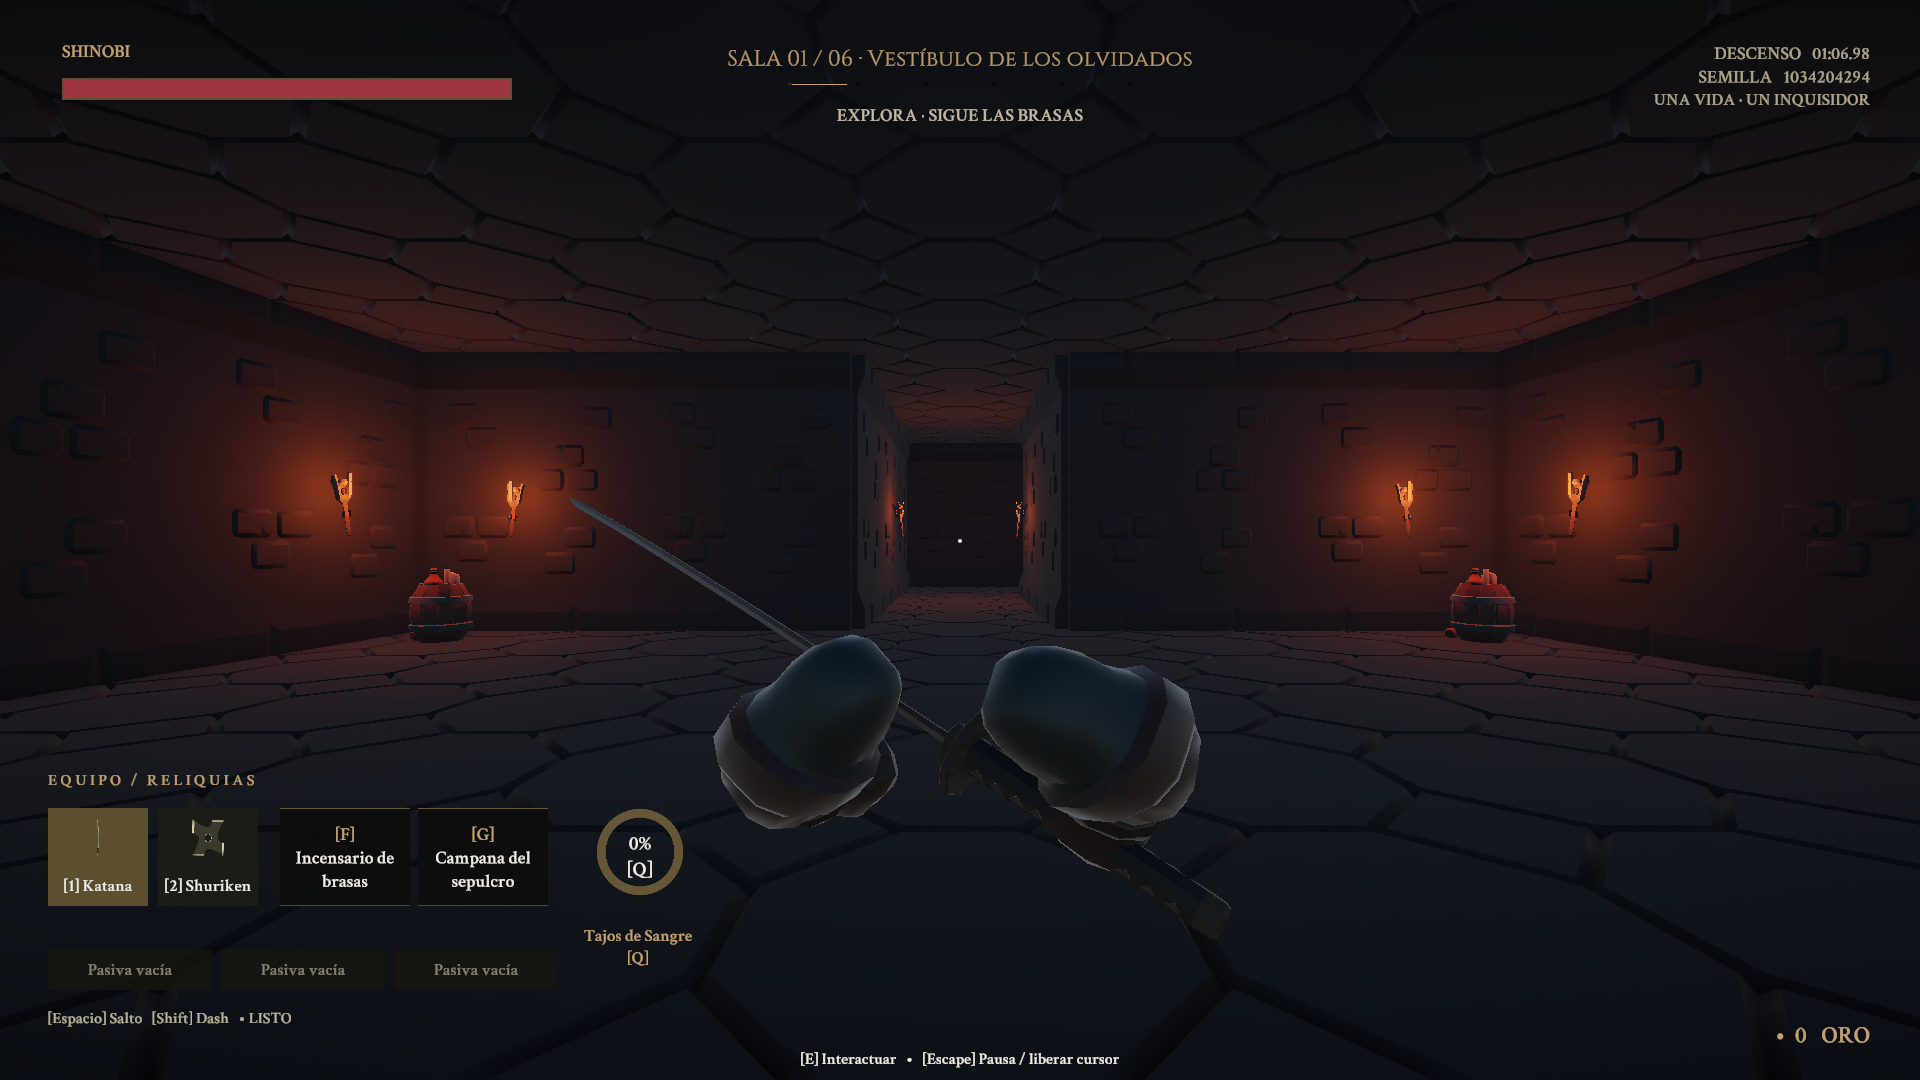 SHINOBI
SALA 01 / 06 · VESTÍBULO DE LOS OLVIDADOS
EXPLORA · SIGUE LAS BRASAS
DESCENSO 01:06.98
SEMILLA 1034204294
UNA VIDA · UN INQUISIDOR
EQUIPO / RELIQUIAS
[1] Katana
[2] Shuriken
[F]
Incensario de
brasas
[G]
Campana del
sepulcro
0%
[Q]
Tajos de Sangre
[Q]
Pasiva vacía
Pasiva vacía
Pasiva vacía
[Espacio] Salto [Shift] Dash • LISTO
[E] Interactuar • [Escape] Pausa / liberar cursor
• 0 ORO